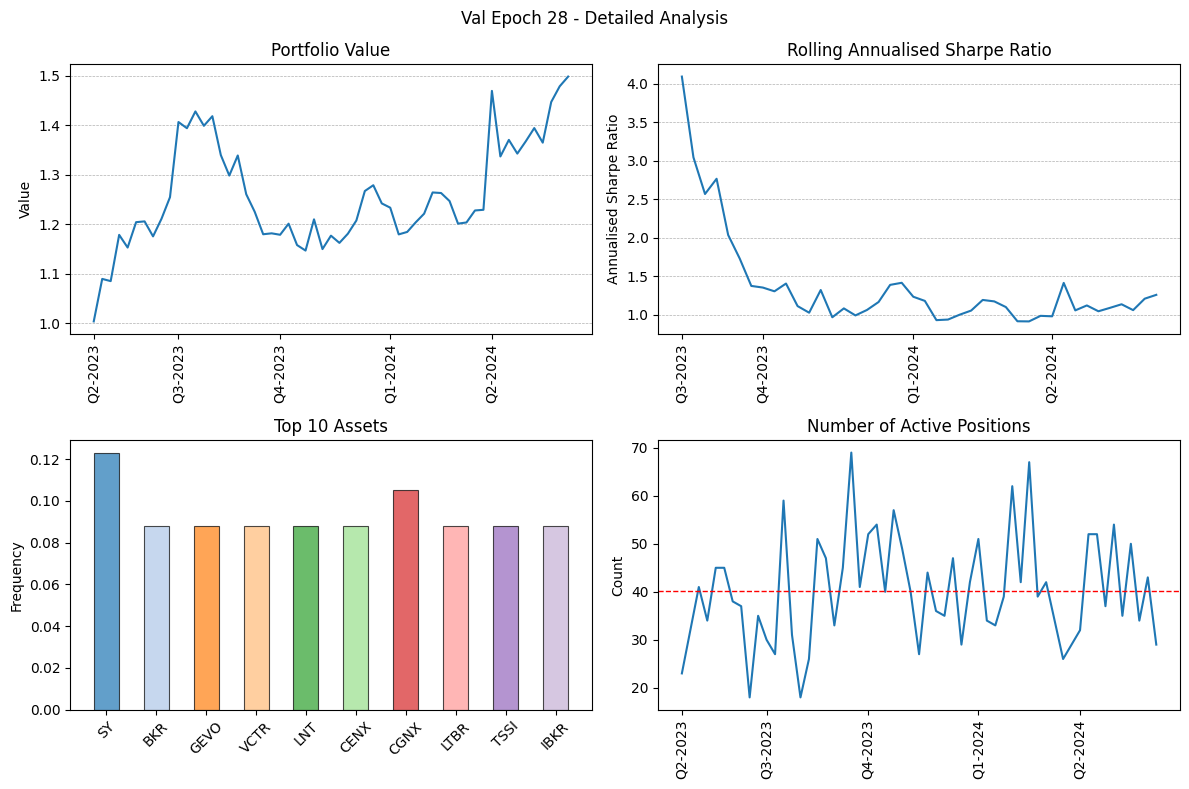 Val Epoch 28 - Detailed Analysis
Portfolio Value
Value
1.5
1.4
1.3
1.2
1.1
1.0
Q2-2023
Q3-2023
Q4-2023
Q1-2024
Q2-2024
Rolling Annualised Sharpe Ratio
Annualised Sharpe Ratio
4.0
3.5
3.0
2.5
2.0
1.5
1.0
Q3-2023
Q4-2023
Q1-2024
Q2-2024
Top 10 Assets
Frequency
0.12
0.10
0.08
0.06
0.04
0.02
0.00
SY
BKR
GEVO
VCTR
LNT
CENX
CGNX
LTBR
TSSI
IBKR
Number of Active Positions
Count
70
60
50
40
30
20
Q2-2023
Q3-2023
Q4-2023
Q1-2024
Q2-2024